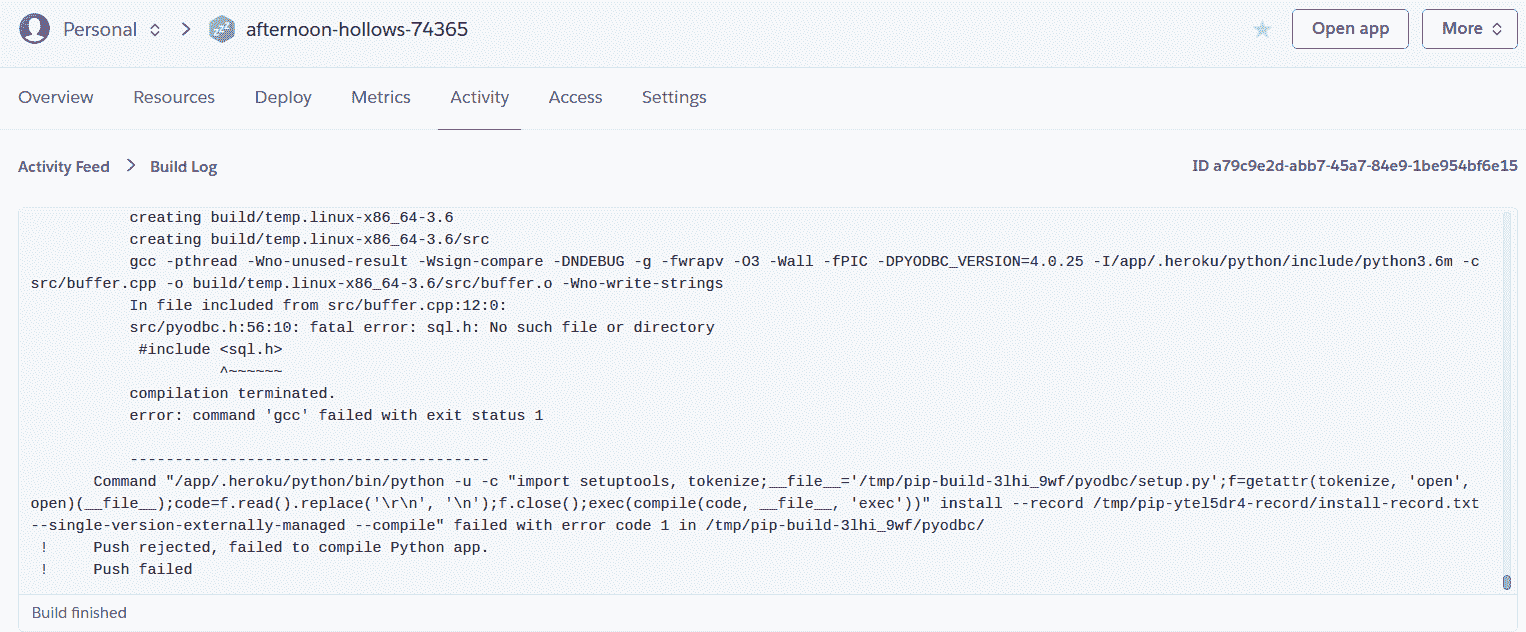 Personal afternoon-hollows-74365 Open app More
Overview Resources Deploy Metrics Activity Access Settings
Activity Feed Build Log ID a79c9e2d-abb7-45a7-84e9-1be954bf6e15
creating build/temp.linux-x86_64-3.6
creating build/temp.linux-x86_64-3.6/src
gcc -pthread -Wno-unused-result -Wsign-compare -DNDEBUG -g -fwrapv -O3 -Wall -fPIC -DPYODBC_VERSION=4.0.25 -I/app/.heroku/python/include/python3.6m -c
src/buffer.cpp -o build/temp.linux-x86_64-3.6/src/buffer.o -Wno-write-strings
In file included from src/buffer.cpp:12:0:
src/pyodbc.h:56:10: fatal error: sql.h: No such file or directory
#include <sql.h>
^~~~~~~
compilation terminated.
error: command 'gcc' failed with exit status 1
----------------------------------------
Command "/app/.heroku/python/bin/python -u -c "import setuptools, tokenize;__file__='/tmp/pip-build-3lhi_9wf/pyodbc/setup.py';f=getattr(tokenize, 'open',
open)(__file__);code=f.read().replace('\r\n', '\n');f.close();exec(compile(code, __file__, 'exec'))" install --record /tmp/pip-ytel5dr4-record/install-record.txt
--single-version-externally-managed --compile" failed with error code 1 in /tmp/pip-build-3lhi_9wf/pyodbc/
! Push rejected, failed to compile Python app.
! Push failed
Build finished